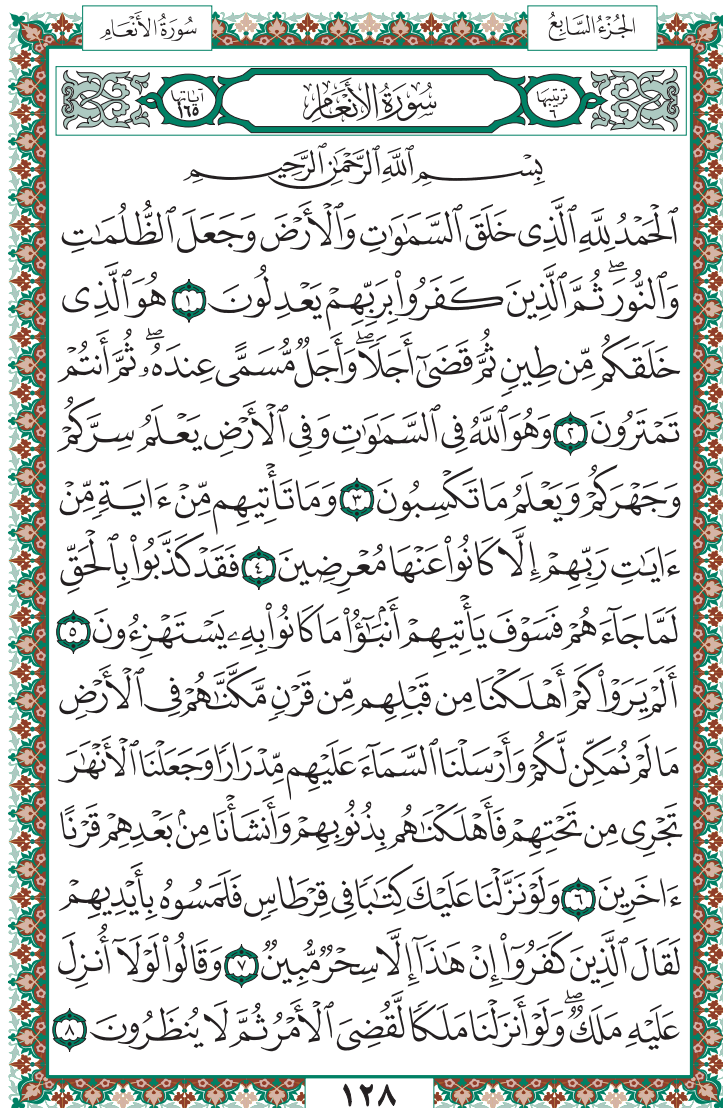 الجُزْءُ السَّابِعُ
سُورَةُ الأَنْعَامِ
ترتيبها ٦
سُورَةُ الأَنْعَامِ
آياتها ١٦٥
بِسْمِ ٱللَّهِ ٱلرَّحْمَٰنِ ٱلرَّحِيمِ
ٱلْحَمْدُ لِلَّهِ ٱلَّذِى خَلَقَ ٱلسَّمَٰوَٰتِ وَٱلْأَرْضَ وَجَعَلَ ٱلظُّلُمَٰتِ
وَٱلنُّورَۖ ثُمَّ ٱلَّذِينَ كَفَرُوا۟ بِرَبِّهِمْ يَعْدِلُونَ ١ هُوَ ٱلَّذِى
خَلَقَكُم مِّن طِينٍ ثُمَّ قَضَىٰٓ أَجَلًاۖ وَأَجَلٌ مُّسَمًّى عِندَهُۥۖ ثُمَّ أَنتُمْ
تَمْتَرُونَ ٢ وَهُوَ ٱللَّهُ فِى ٱلسَّمَٰوَٰتِ وَفِى ٱلْأَرْضِ يَعْلَمُ سِرَّكُمْ
وَجَهْرَكُمْ وَيَعْلَمُ مَا تَكْسِبُونَ ٣ وَمَا تَأْتِيهِم مِّنْ ءَايَةٍ مِّنْ
ءَايَٰتِ رَبِّهِمْ إِلَّا كَانُوا۟ عَنْهَا مُعْرِضِينَ ٤ فَقَدْ كَذَّبُوا۟ بِٱلْحَقِّ
لَمَّا جَآءَهُمْ فَسَوْفَ يَأْتِيهِمْ أَنۢبَٰٓؤُا۟ مَا كَانُوا۟ بِهِۦ يَسْتَهْزِءُونَ ٥
أَلَمْ يَرَوْا۟ كَمْ أَهْلَكْنَا مِن قَبْلِهِم مِّن قَرْنٍ مَّكَّنَّٰهُمْ فِى ٱلْأَرْضِ
مَا لَمْ نُمَكِّن لَّكُمْ وَأَرْسَلْنَا ٱلسَّمَآءَ عَلَيْهِم مِّدْرَارًا وَجَعَلْنَا ٱلْأَنْهَٰرَ
تَجْرِى مِن تَحْتِهِمْ فَأَهْلَكْنَٰهُم بِذُنُوبِهِمْ وَأَنشَأْنَا مِنۢ بَعْدِهِمْ قَرْنًا
ءَاخَرِينَ ٦ وَلَوْ نَزَّلْنَا عَلَيْكَ كِتَٰبًا فِى قِرْطَاسٍ فَلَمَسُوهُ بِأَيْدِيهِمْ
لَقَالَ ٱلَّذِينَ كَفَرُوٓا۟ إِنْ هَٰذَآ إِلَّا سِحْرٌ مُّبِينٌ ٧ وَقَالُوا۟ لَوْلَآ أُنزِلَ
عَلَيْهِ مَلَكٌۖ وَلَوْ أَنزَلْنَا مَلَكًا لَّقُضِىَ ٱلْأَمْرُ ثُمَّ لَا يُنظَرُونَ ٨
١٢٨